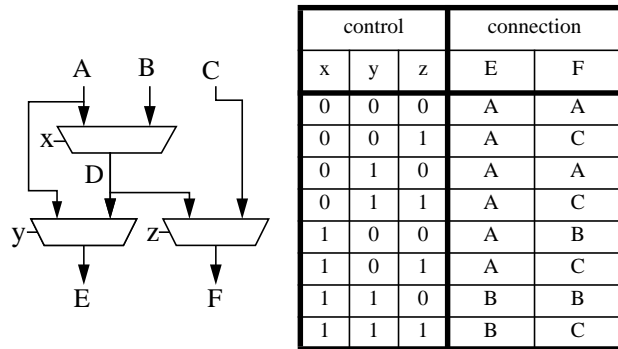 A B C
x
D
y z
E F
control connection
x y z E F
0 0 0 A A
0 0 1 A C
0 1 0 A A
0 1 1 A C
1 0 0 A B
1 0 1 A C
1 1 0 B B
1 1 1 B C